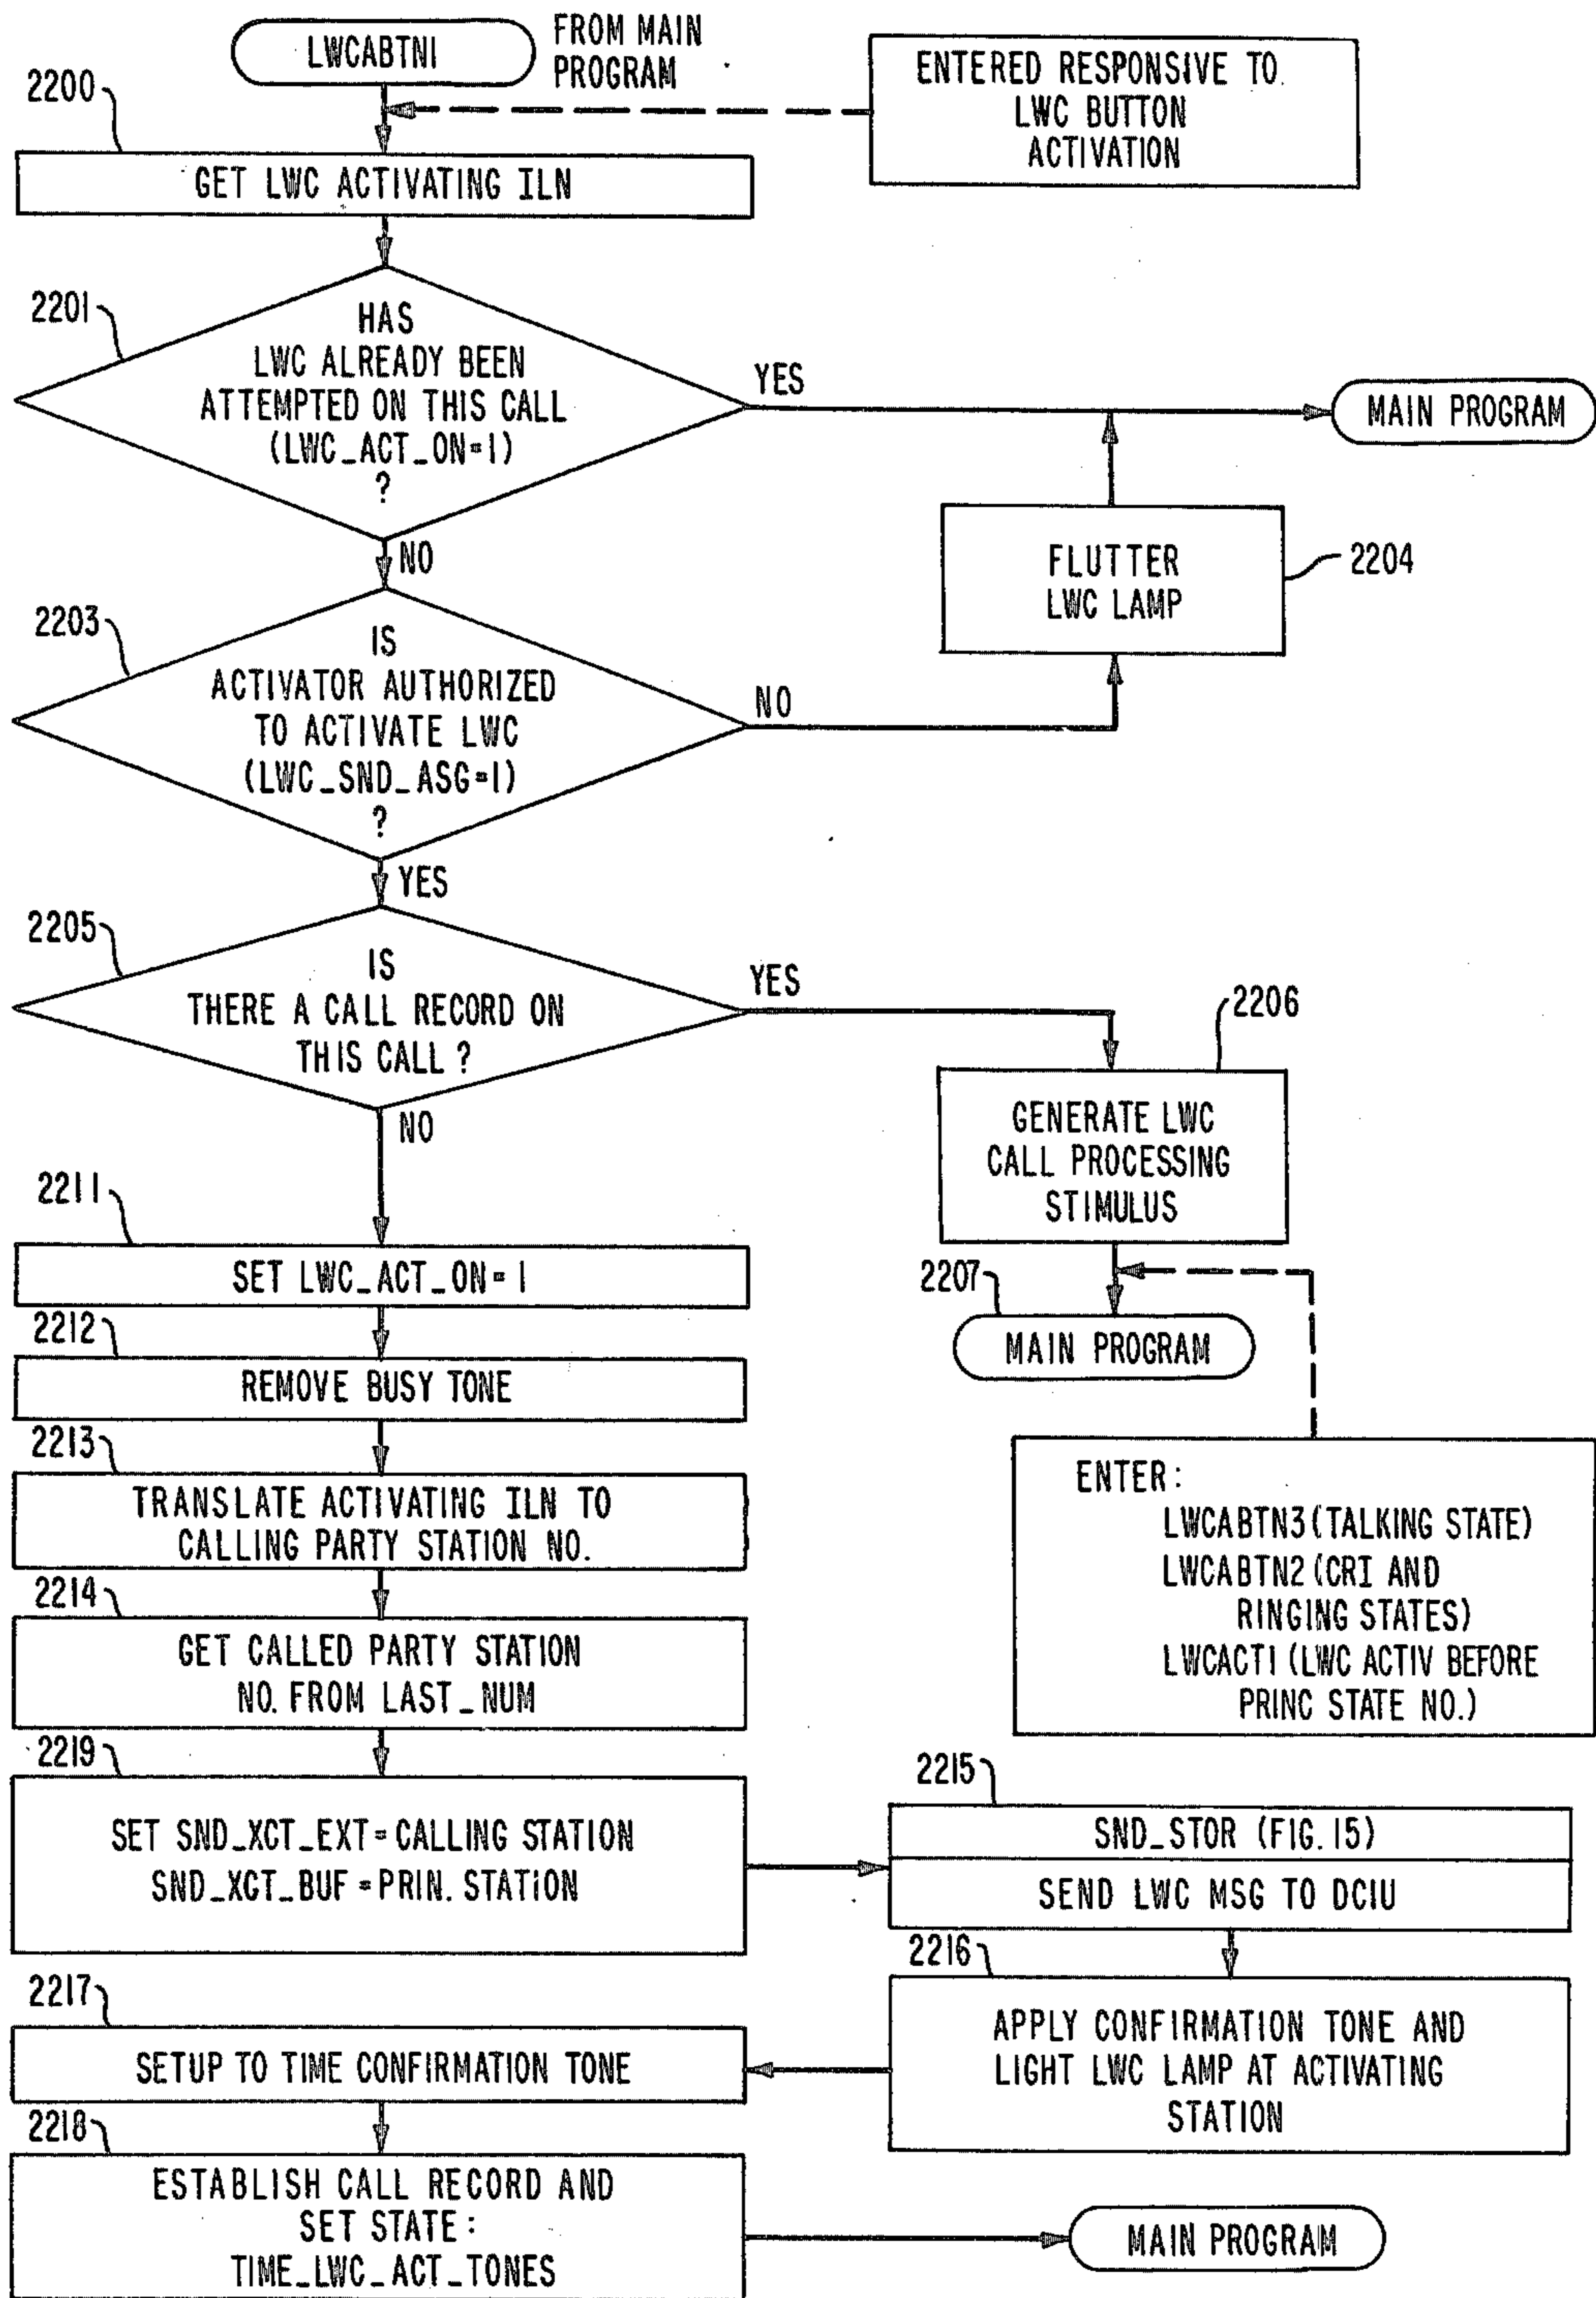 LWCABTN1
FROM MAIN
PROGRAM
ENTERED RESPONSIVE TO
LWC BUTTON
ACTIVATION
2200
GET LWC ACTIVATING ILN
2201
HAS
LWC ALREADY BEEN
ATTEMPTED ON THIS CALL
(LWC_ACT_ON=1)
?
YES
MAIN PROGRAM
NO
FLUTTER
LWC LAMP
2204
2203
IS
ACTIVATOR AUTHORIZED
TO ACTIVATE LWC
(LWC_SND_ASG=1)
?
NO
YES
2205
IS
THERE A CALL RECORD ON
THIS CALL ?
YES
2206
NO
GENERATE LWC
CALL PROCESSING
STIMULUS
2211
SET LWC_ACT_ON=1
2207
MAIN PROGRAM
2212
REMOVE BUSY TONE
2213
TRANSLATE ACTIVATING ILN TO
CALLING PARTY STATION NO.
ENTER:
LWCABTN3 (TALKING STATE)
LWCABTN2 (CRI AND
RINGING STATES)
LWCACT1 (LWC ACTIV BEFORE
PRINC STATE NO.)
2214
GET CALLED PARTY STATION
NO. FROM LAST_NUM
2219
SET SND_XCT_EXT=CALLING STATION
SND_XCT_BUF=PRIN. STATION
2215
SND_STOR (FIG. 15)
SEND LWC MSG TO DCIU
2216
APPLY CONFIRMATION TONE AND
LIGHT LWC LAMP AT ACTIVATING
STATION
2217
SETUP TO TIME CONFIRMATION TONE
2218
ESTABLISH CALL RECORD AND
SET STATE:
TIME_LWC_ACT_TONES
MAIN PROGRAM